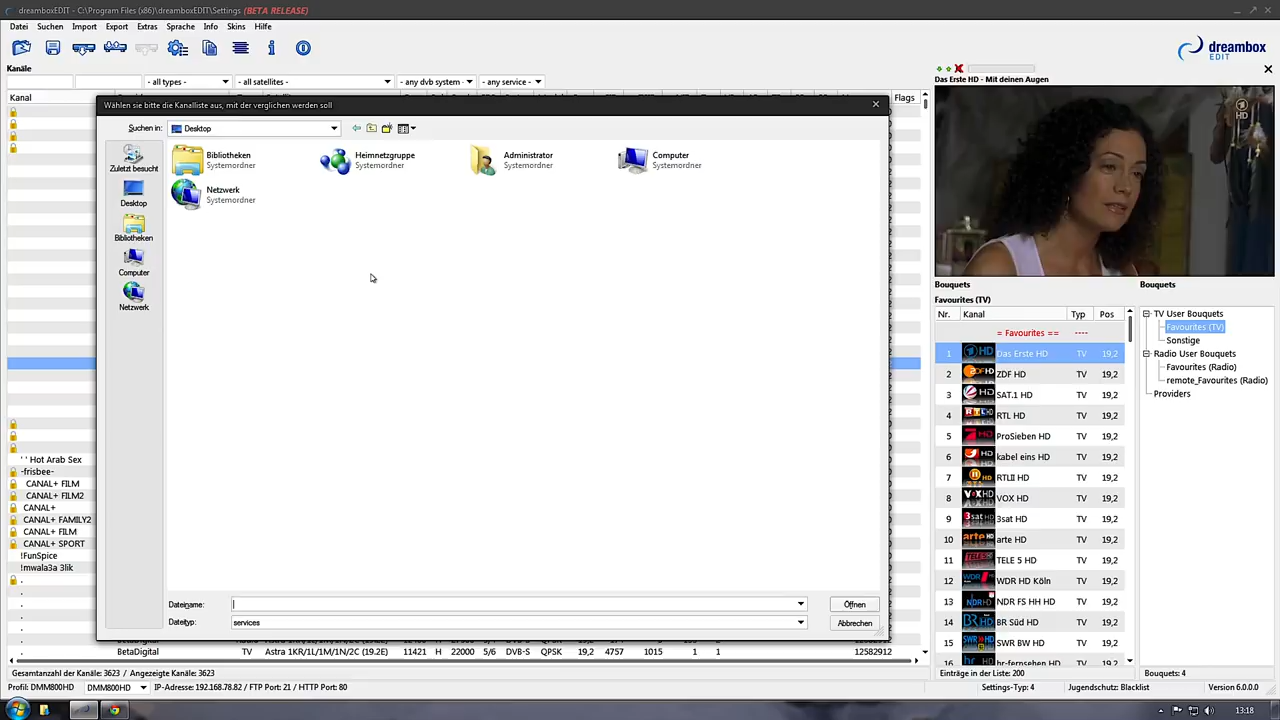 dreamboxEDIT - C:\Program Files (x86)\dreamboxEDIT\Settings (BETA RELEASE)
Datei Suchen Import Export Extras Sprache Info Skins Hilfe
dreambox
EDIT
Kanäle
- all types - - all satellites - - any dvb system - - any service -
Das Erste HD - Mit deinen Augen
Kanal
Flags
Wählen sie bitte die Kanalliste aus, mit der verglichen werden soll
Suchen in: Desktop
Zuletzt besucht
Desktop
Bibliotheken
Computer
Netzwerk
Bibliotheken
Systemordner
Heimnetzgruppe
Systemordner
Administrator
Systemordner
Computer
Systemordner
Netzwerk
Systemordner
Dateiname:
Öffnen
Dateityp: services
Abbrechen
' ' Hot Arab Sex
-frisbee-
CANAL+ FILM
CANAL+ FILM2
CANAL+
CANAL+ FAMILY2
CANAL+ FILM
CANAL+ SPORT
!FunSpice
!mwala3a 3lik
BetaDigital TV Astra 1KR/1L/1M/1N/2C (19.2E) 11421 H 22000 5/6 DVB-S QPSK 19,2 4757 1015 1 1 12582912
Gesamtanzahl der Kanäle: 3623 / Angezeigte Kanäle: 3623
Profil: DMM800HD DMM800HD IP-Adresse: 192.168.78.82 / FTP Port: 21 / HTTP Port: 80
Bouquets
Favourites (TV)
Nr. Kanal Typ Pos
= Favourites == ----
1 Das Erste HD TV 19,2
2 ZDF HD TV 19,2
3 SAT.1 HD TV 19,2
4 RTL HD TV 19,2
5 ProSieben HD TV 19,2
6 kabel eins HD TV 19,2
7 RTLII HD TV 19,2
8 VOX HD TV 19,2
9 3sat HD TV 19,2
10 arte HD TV 19,2
11 TELE 5 HD TV 19,2
12 WDR HD Köln TV 19,2
13 NDR FS HH HD TV 19,2
14 BR Süd HD TV 19,2
15 SWR BW HD TV 19,2
16 hr-fernsehen HD TV 19,2
Einträge in der Liste: 200
Bouquets
TV User Bouquets
Favourites (TV)
Sonstige
Radio User Bouquets
Favourites (Radio)
remote_Favourites (Radio)
Providers
Bouquets: 4
Settings-Typ: 4 Jugendschutz: Blacklist Version 6.0.0.0
13:18